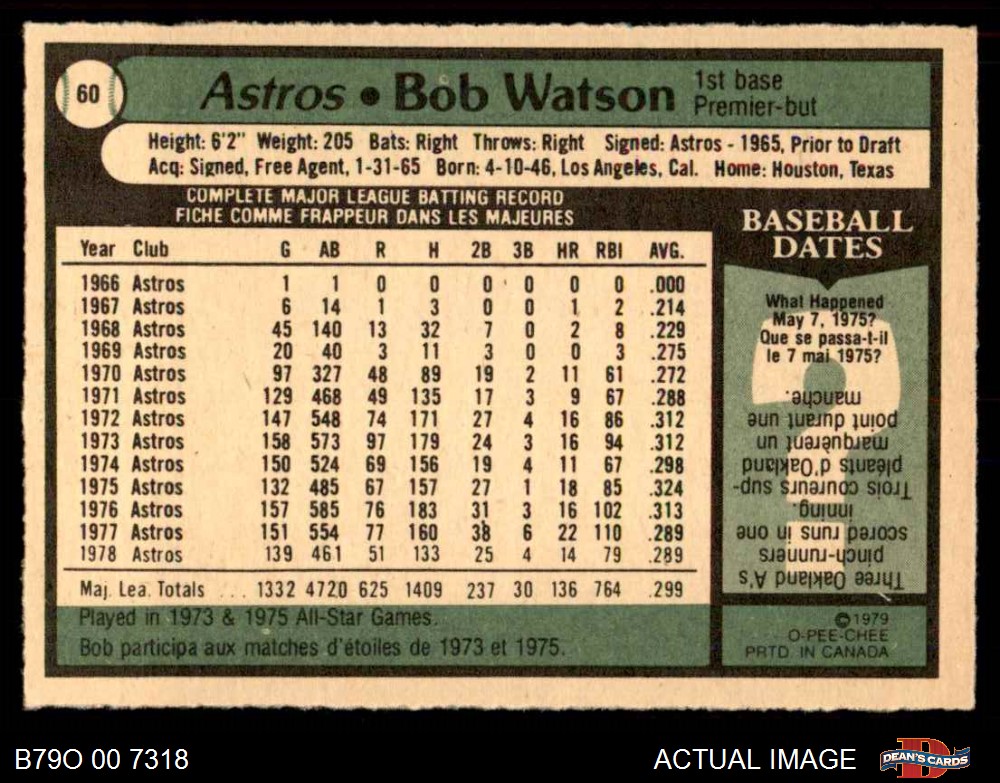 60
Astros • Bob Watson
1st base
Premier-but
Height: 6'2" Weight: 205 Bats: Right Throws: Right Signed: Astros - 1965, Prior to Draft
Acq: Signed, Free Agent, 1-31-65 Born: 4-10-46, Los Angeles, Cal. Home: Houston, Texas
COMPLETE MAJOR LEAGUE BATTING RECORD
FICHE COMME FRAPPEUR DANS LES MAJEURES
Year Club G AB R H 2B 3B HR RBI AVG.
1966 Astros 1 1 0 0 0 0 0 0 .000
1967 Astros 6 14 1 3 0 0 1 2 .214
1968 Astros 45 140 13 32 7 0 2 8 .229
1969 Astros 20 40 3 11 3 0 0 3 .275
1970 Astros 97 327 48 89 19 2 11 61 .272
1971 Astros 129 468 49 135 17 3 9 67 .288
1972 Astros 147 548 74 171 27 4 16 86 .312
1973 Astros 158 573 97 179 24 3 16 94 .312
1974 Astros 150 524 69 156 19 4 11 67 .298
1975 Astros 132 485 67 157 27 1 18 85 .324
1976 Astros 157 585 76 183 31 3 16 102 .313
1977 Astros 151 554 77 160 38 6 22 110 .289
1978 Astros 139 461 51 133 25 4 14 79 .289
Maj. Lea. Totals ... 1332 4720 625 1409 237 30 136 764 .299
Played in 1973 & 1975 All-Star Games.
Bob participa aux matches d'étoiles de 1973 et 1975.
BASEBALL
DATES
What Happened
May 7, 1975?
Que se passa-t-il
le 7 mai 1975?
Three Oakland A's
pinch-runners
scored runs in one
inning.
Trois coureurs sup-
pléants d'Oakland
marquèrent un
point durant une
manche.
©1979
O-PEE-CHEE
PRTD. IN CANADA
B79O 00 7318
ACTUAL IMAGE
D
DEAN'S CARDS